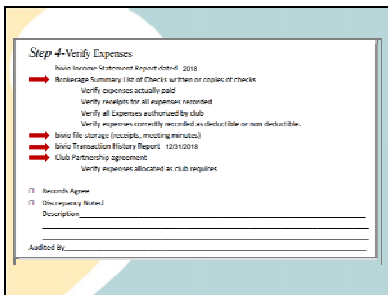 Step 4-Verify Expenses
bivio Income Statement Report dated 2018
Brokerage Summary List of Checks written or copies of checks
Verify expenses actually paid
Verify receipts for all expenses recorded
Verify all Expenses authorized by club
Verify expenses correctly recorded as deductible or non deductible.
bivio file storage (receipts, meeting minutes)
bivio Transaction History Report 12/31/2018
Club Partnership agreement
Verify expenses allocated as club requires
Records Agree
Discrepancy Noted
Description
Audited By